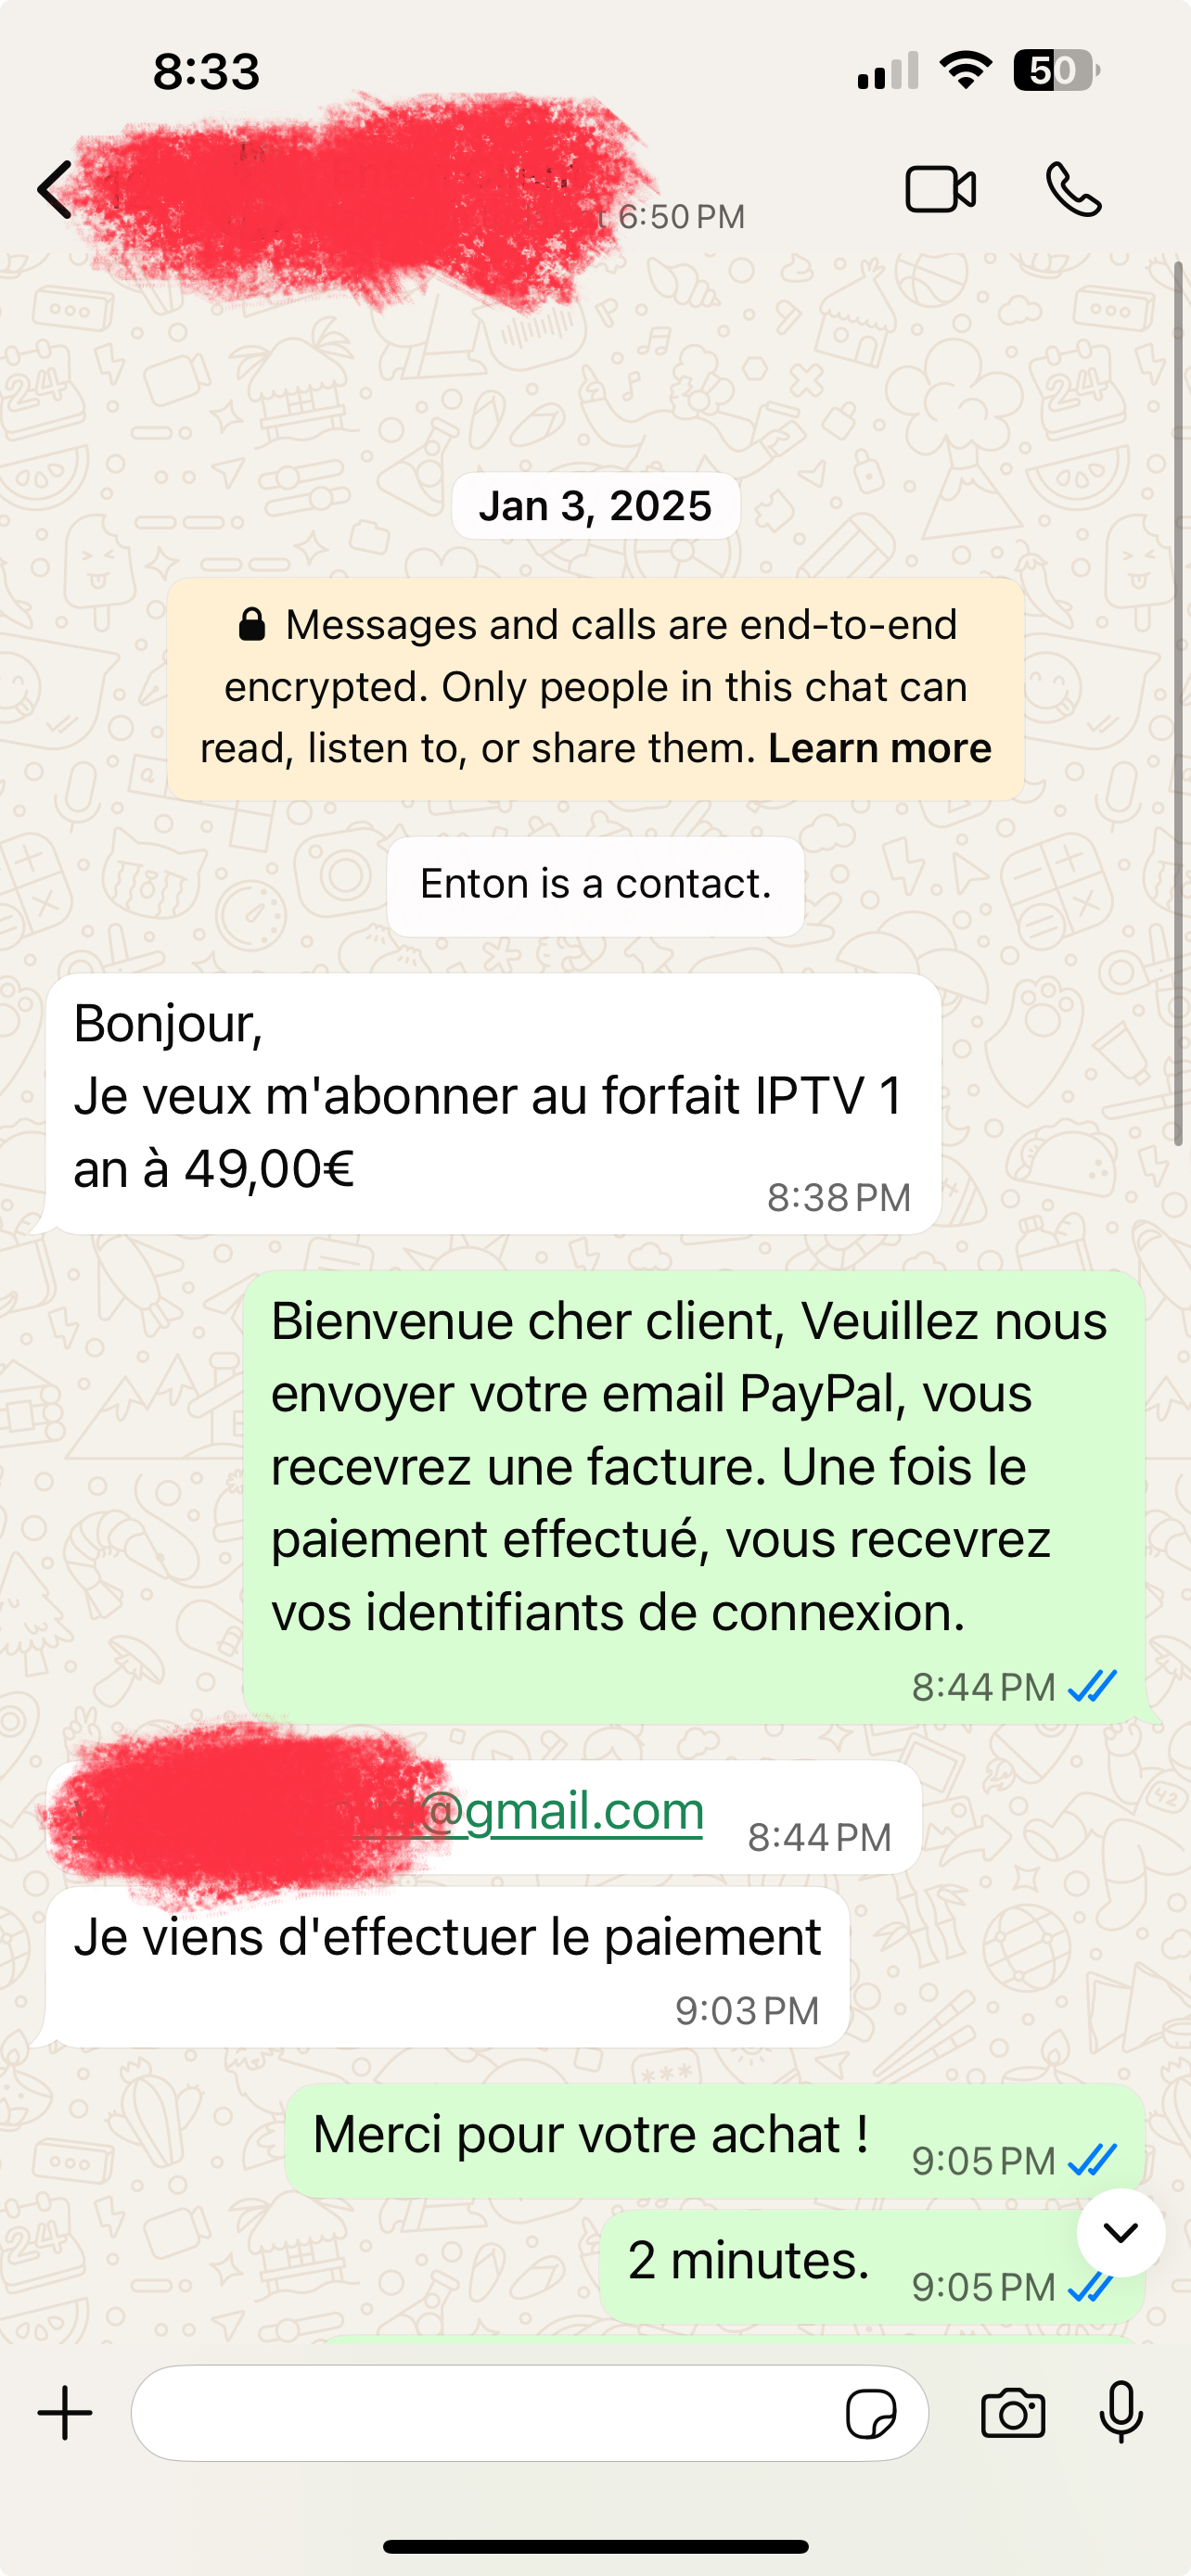 8:33
50
6:50 PM
Jan 3, 2025
Messages and calls are end-to-end
encrypted. Only people in this chat can
read, listen to, or share them. Learn more
Enton is a contact.
Bonjour,
Je veux m'abonner au forfait IPTV 1
an à 49,00€
8:38 PM
Bienvenue cher client, Veuillez nous
envoyer votre email PayPal, vous
recevrez une facture. Une fois le
paiement effectué, vous recevrez
vos identifiants de connexion.
8:44 PM
@gmail.com
8:44 PM
Je viens d'effectuer le paiement
9:03 PM
Merci pour votre achat !
9:05 PM
2 minutes.
9:05 PM